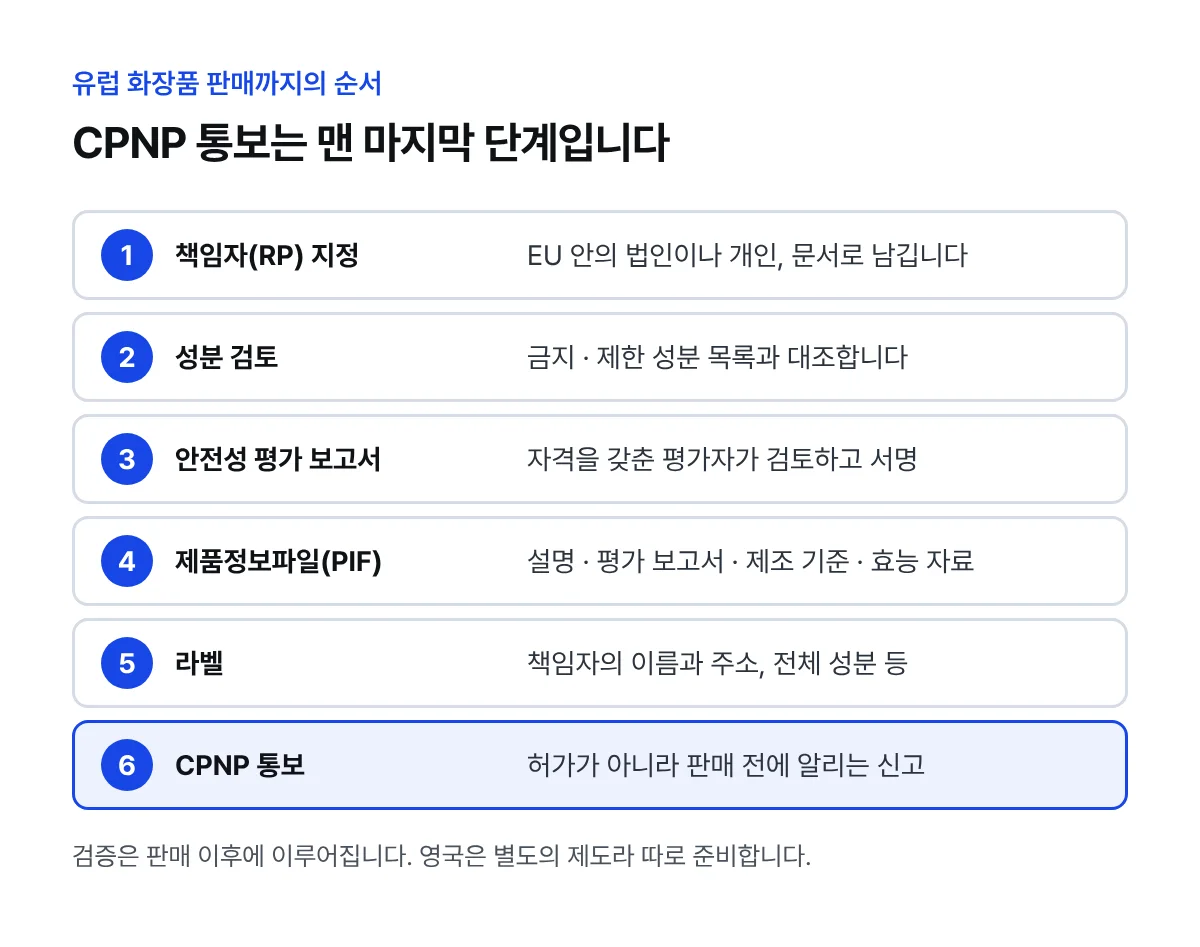 유럽 화장품 판매까지의 순서
CPNP 통보는 맨 마지막 단계입니다
1 책임자(RP) 지정 EU 안의 법인이나 개인, 문서로 남깁니다
2 성분 검토 금지 · 제한 성분 목록과 대조합니다
3 안전성 평가 보고서 자격을 갖춘 평가자가 검토하고 서명
4 제품정보파일(PIF) 설명 · 평가 보고서 · 제조 기준 · 효능 자료
5 라벨 책임자의 이름과 주소, 전체 성분 등
6 CPNP 통보 허가가 아니라 판매 전에 알리는 신고
검증은 판매 이후에 이루어집니다. 영국은 별도의 제도라 따로 준비합니다.